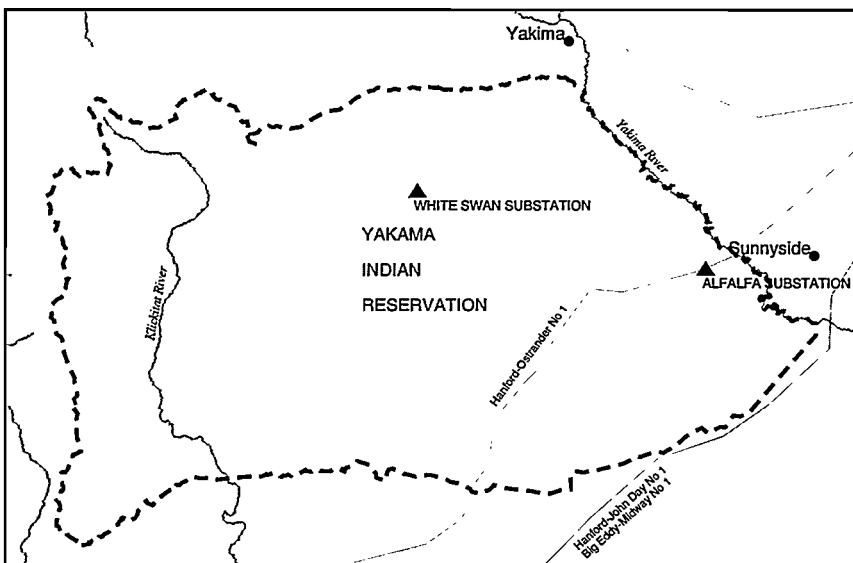 Yakima
Yakima River
WHITE SWAN SUBSTATION
YAKAMA
INDIAN
RESERVATION
Sunnyside
ALFALFA SUBSTATION
Klickitat River
Hanford-Ostrander No 1
Hanford-John Day No 1
Big Eddy-Midway No 1